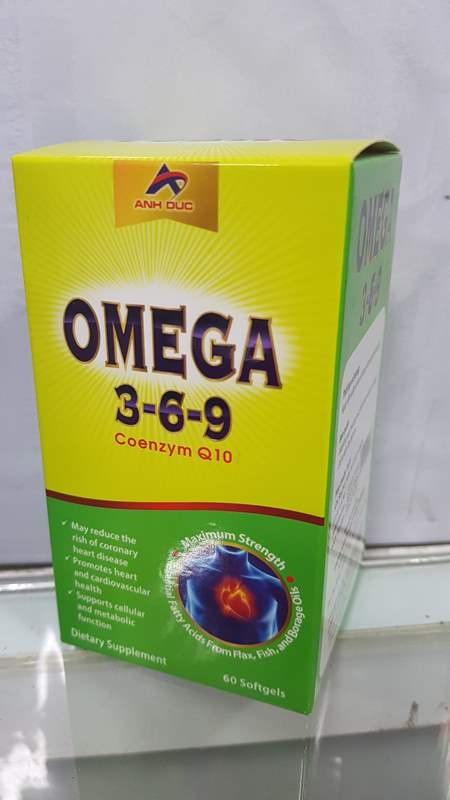 ANH DUC
OMEGA
3-6-9
Coenzym Q10
✓ May reduce the
rish of coronary
heart disease
✓ Promotes heart
and cardiovascular
health
✓ Supports cellular
and metabolic
function
Dietary Supplement
Maximum Strength
Fatty Acids From Flax, Fish, and Borage Oils
60 Softgels
OMEGA
3-6-9